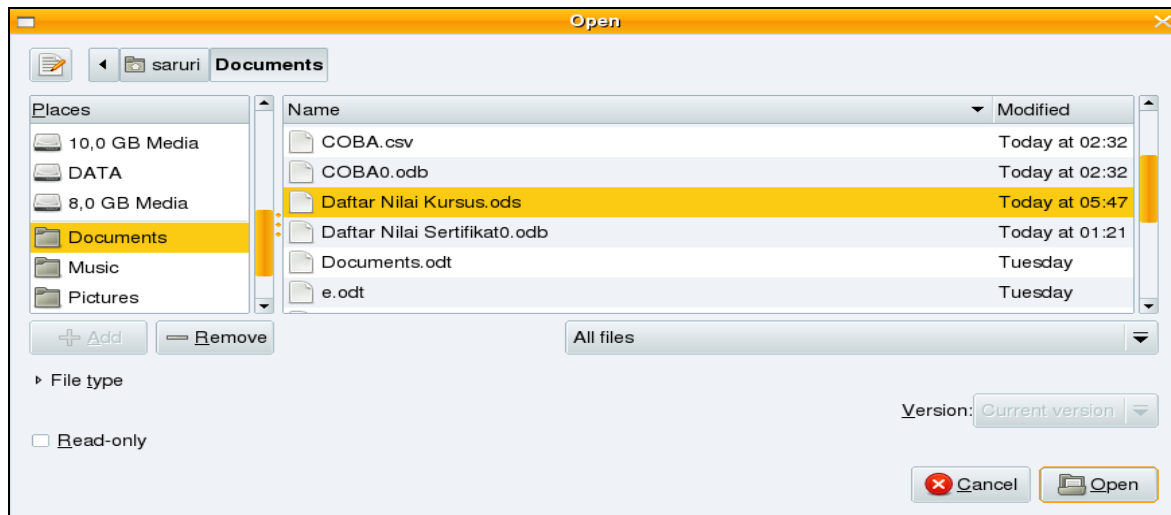 Open
saruri Documents
Places Name Modified
10,0 GB Media COBA.csv Today at 02:32
DATA COBA0.odb Today at 02:32
8,0 GB Media Daftar Nilai Kursus.ods Today at 05:47
Documents Daftar Nilai Sertifikat0.odb Today at 01:21
Music Documents.odt Tuesday
Pictures e.odt Tuesday
Add Remove All files
File type
Version: Current version
Read-only
Cancel Open